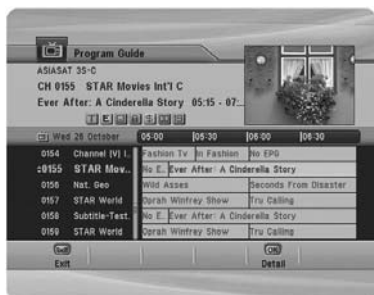 Program Guide
ASIASAT 3S-C
CH 0155 STAR Movies Int'l C
Ever After: A Cinderella Story 05:15 - 07:..
Wed 26 October 05:00 05:30 06:00 06:30
0154 Channel [V] I.. Fashion Tv In Fashion No EPG
0155 STAR Mov.. No E.. Ever After: A Cinderella Story
0156 Nat. Geo Wild Asses Seconds From Disaster
0157 STAR World Oprah Winfrey Show Tru Calling
0158 Subtitle-Test. No E.. Ever After: A Cinderella Story
0159 STAR World Oprah Winfrey Show Tru Calling
Exit OK Detail